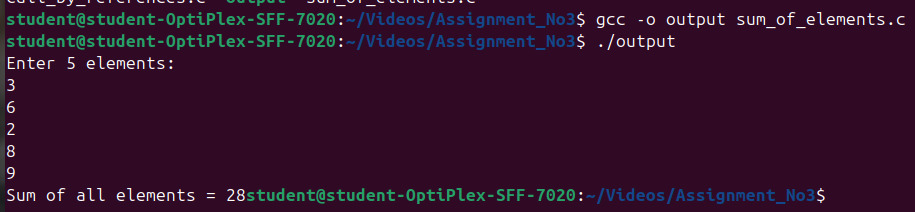 student@student-OptiPlex-SFF-7020:~/Videos/Assignment_No3$ gcc -o output sum_of_elements.c
student@student-OptiPlex-SFF-7020:~/Videos/Assignment_No3$ ./output
Enter 5 elements:
3
6
2
8
9
Sum of all elements = 28student@student-OptiPlex-SFF-7020:~/Videos/Assignment_No3$